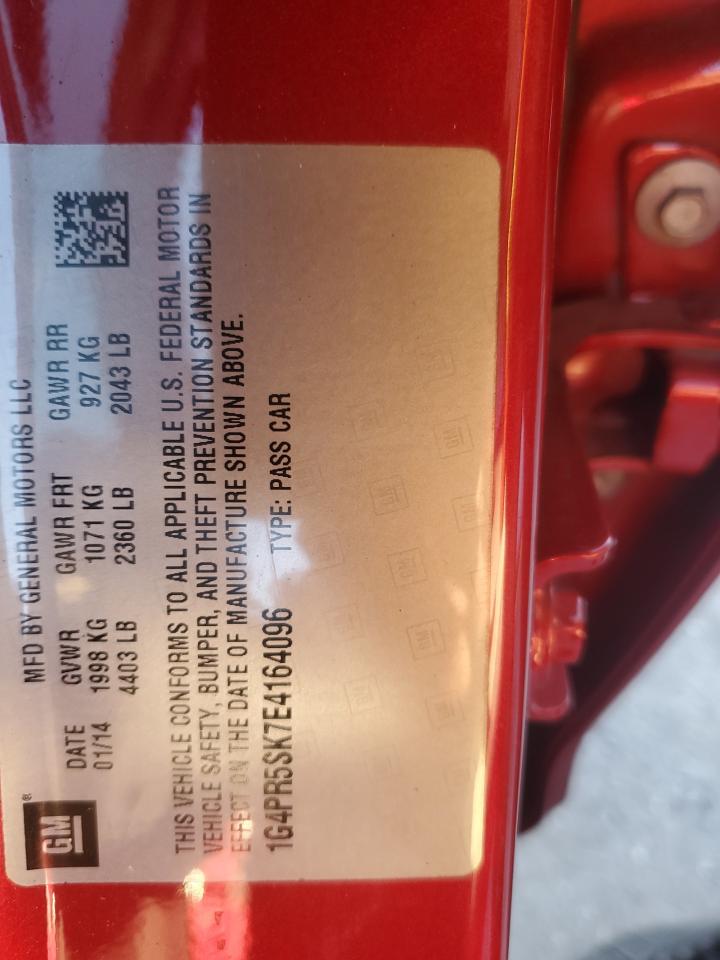 GM®
MFD BY GENERAL MOTORS LLC
DATE GVWR GAWR FRT GAWR RR
01/14 1998 KG 1071 KG 927 KG
4403 LB 2360 LB 2043 LB
THIS VEHICLE CONFORMS TO ALL APPLICABLE U.S. FEDERAL MOTOR
VEHICLE SAFETY, BUMPER, AND THEFT PREVENTION STANDARDS IN
EFFECT ON THE DATE OF MANUFACTURE SHOWN ABOVE.
1G4PR5SK7E4164096 TYPE: PASS CAR